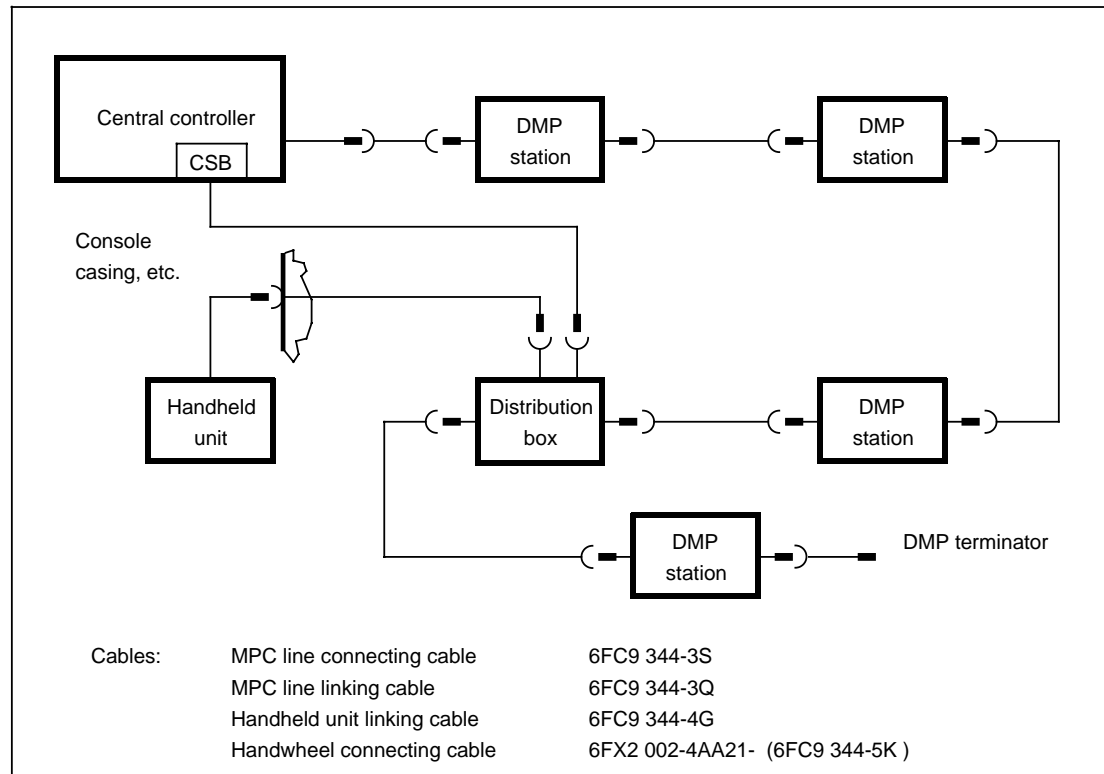 Central controller
CSB
DMP
station
DMP
station
Console
casing, etc.
Handheld
unit
Distribution
box
DMP
station
DMP
station
DMP terminator
Cables: MPC line connecting cable 6FC9 344-3S
MPC line linking cable 6FC9 344-3Q
Handheld unit linking cable 6FC9 344-4G
Handwheel connecting cable 6FX2 002-4AA21- (6FC9 344-5K )